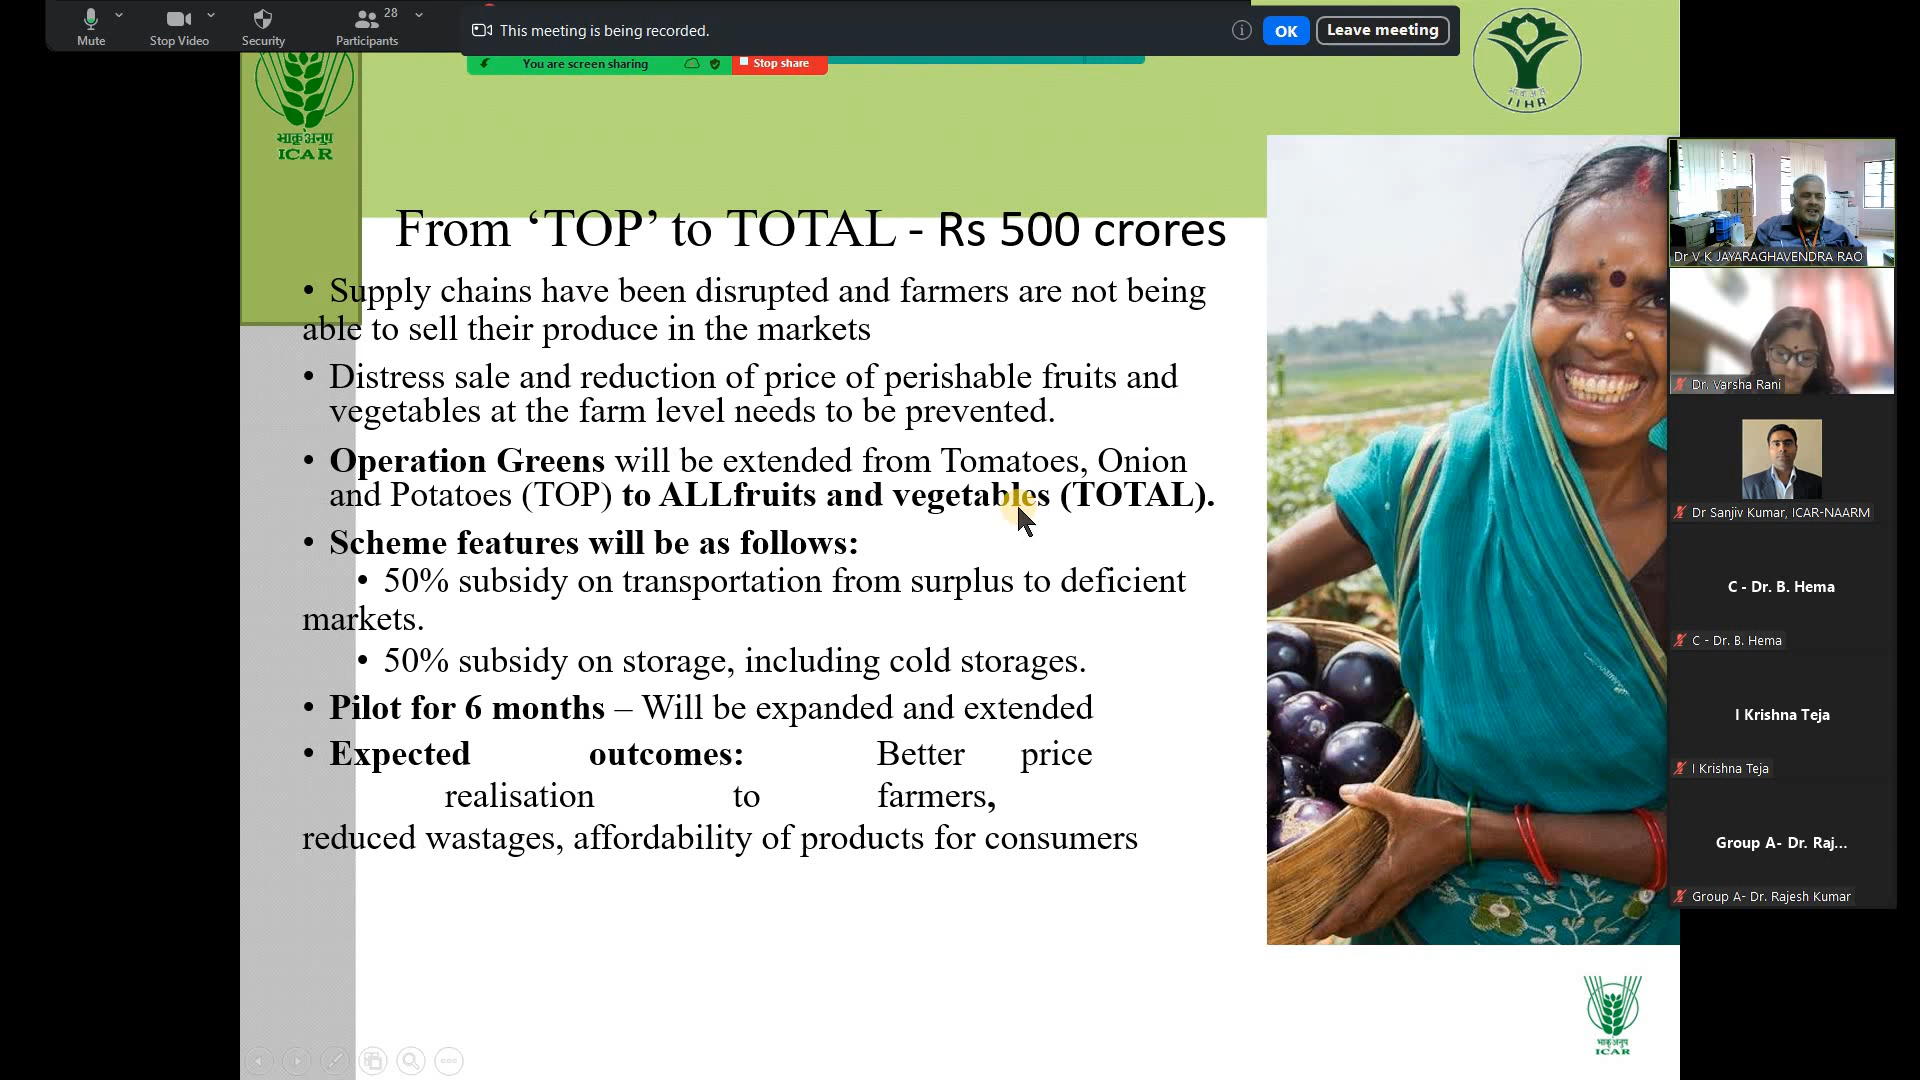 Mute
Stop Video
Security
Participants
28
This meeting is being recorded.
OK
Leave meeting
You are screen sharing
Stop share
भाकृअनुप
ICAR
IIHR
From ‘TOP’ to TOTAL - Rs 500 crores
• Supply chains have been disrupted and farmers are not being
able to sell their produce in the markets
• Distress sale and reduction of price of perishable fruits and
vegetables at the farm level needs to be prevented.
• Operation Greens will be extended from Tomatoes, Onion
and Potatoes (TOP) to ALLfruits and vegetables (TOTAL).
• Scheme features will be as follows:
• 50% subsidy on transportation from surplus to deficient
markets.
• 50% subsidy on storage, including cold storages.
• Pilot for 6 months – Will be expanded and extended
• Expected outcomes: Better price
realisation to farmers,
reduced wastages, affordability of products for consumers
Dr V K JAYARAGHAVENDRA RAO
Dr. Varsha Rani
Dr Sanjiv Kumar, ICAR-NAARM
C - Dr. B. Hema
C - Dr. B. Hema
I Krishna Teja
I Krishna Teja
Group A- Dr. Raj...
Group A- Dr. Rajesh Kumar
भाकृअनुप
ICAR